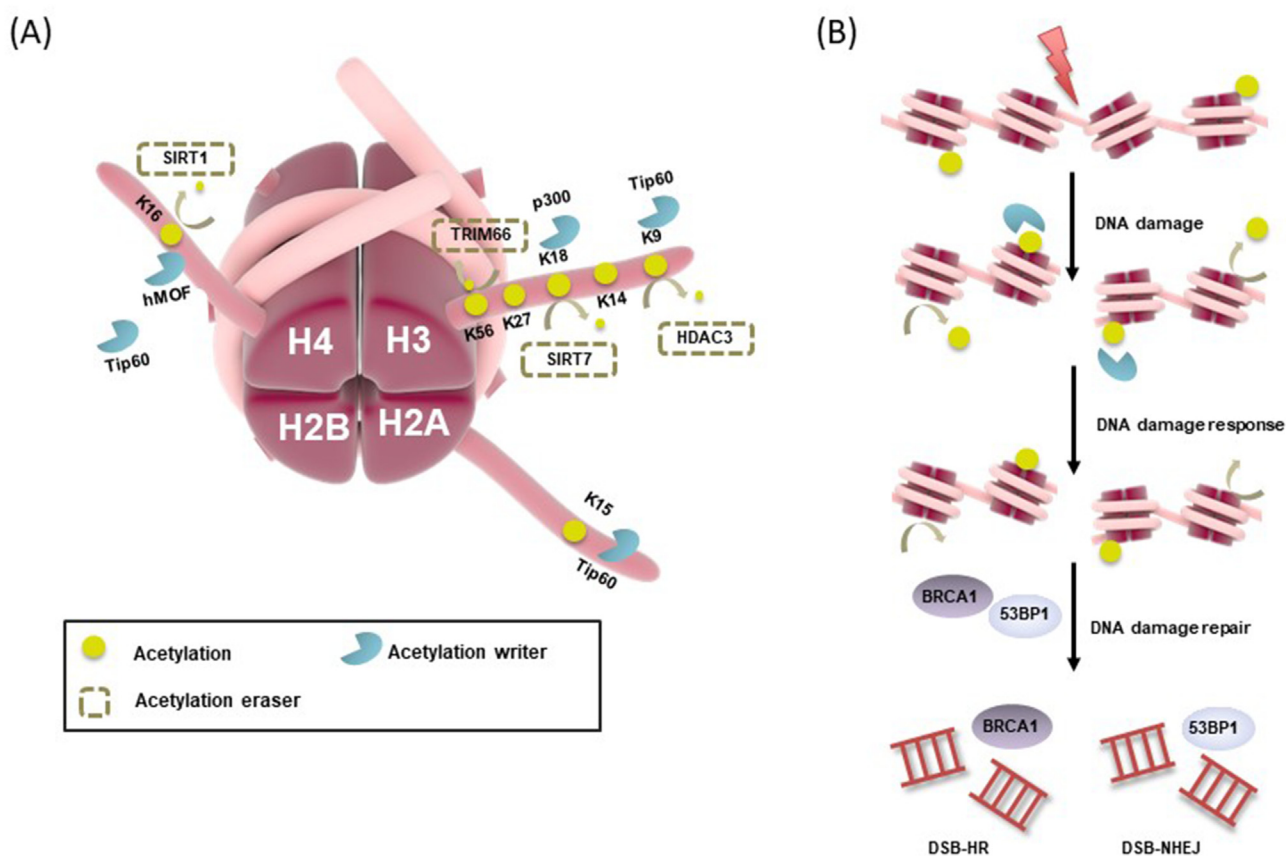 (A)
SIRT1
K16
hMOF
Tip60
TRIM66
p300
K18
Tip60
K9
K56
K27
K14
SIRT7
HDAC3
H4
H3
H2B
H2A
K15
Tip60
Acetylation
Acetylation writer
Acetylation eraser
(B)
DNA damage
DNA damage response
BRCA1
53BP1
DNA damage repair
BRCA1
53BP1
DSB-HR
DSB-NHEJ